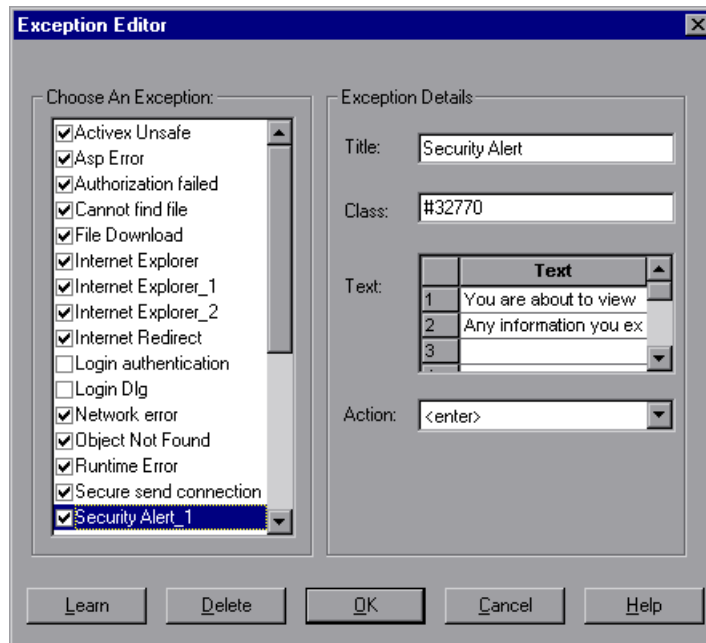 Exception Editor
Choose An Exception:
Activex Unsafe
Asp Error
Authorization failed
Cannot find file
File Download
Internet Explorer
Internet Explorer_1
Internet Explorer_2
Internet Redirect
Login authentication
Login Dlg
Network error
Object Not Found
Runtime Error
Secure send connection
Security Alert_1
Exception Details
Title: Security Alert
Class: #32770
Text:
Text
1 You are about to view
2 Any information you ex
3
Action: <enter>
Learn Delete OK Cancel Help